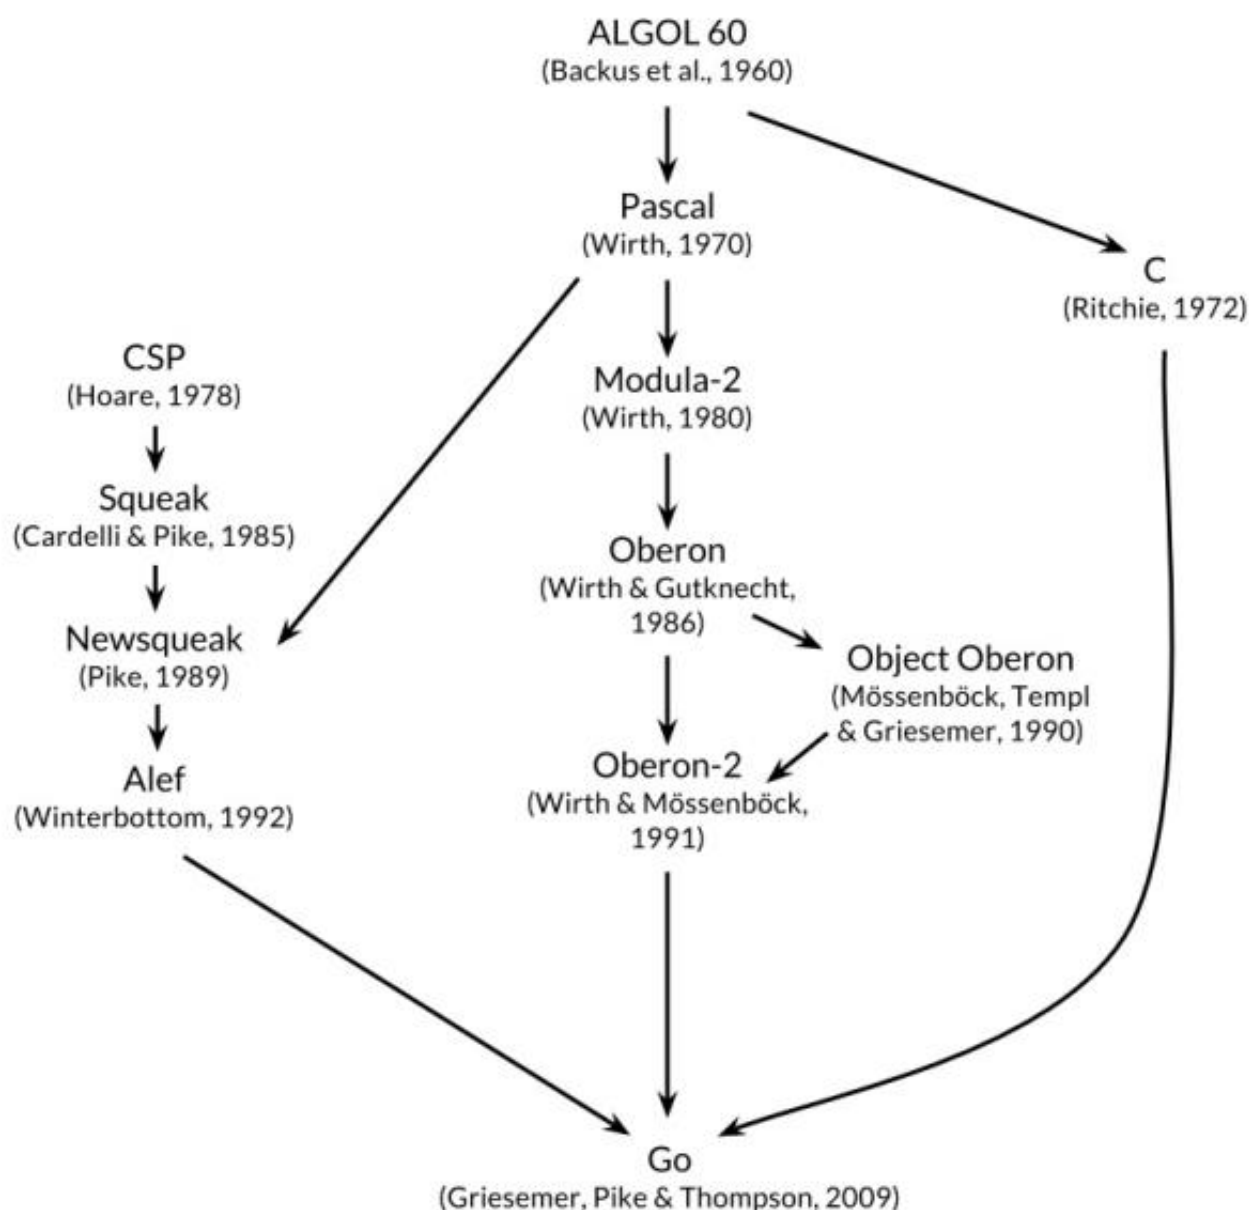 ALGOL 60
(Backus et al., 1960)
Pascal
(Wirth, 1970)
C
(Ritchie, 1972)
CSP
(Hoare, 1978)
Modula-2
(Wirth, 1980)
Squeak
(Cardelli & Pike, 1985)
Oberon
(Wirth & Gutknecht,
1986)
Newsqueak
(Pike, 1989)
Object Oberon
(Mössenböck, Templ
& Griesemer, 1990)
Oberon-2
(Wirth & Mössenböck,
1991)
Alef
(Winterbottom, 1992)
Go
(Griesemer, Pike & Thompson, 2009)